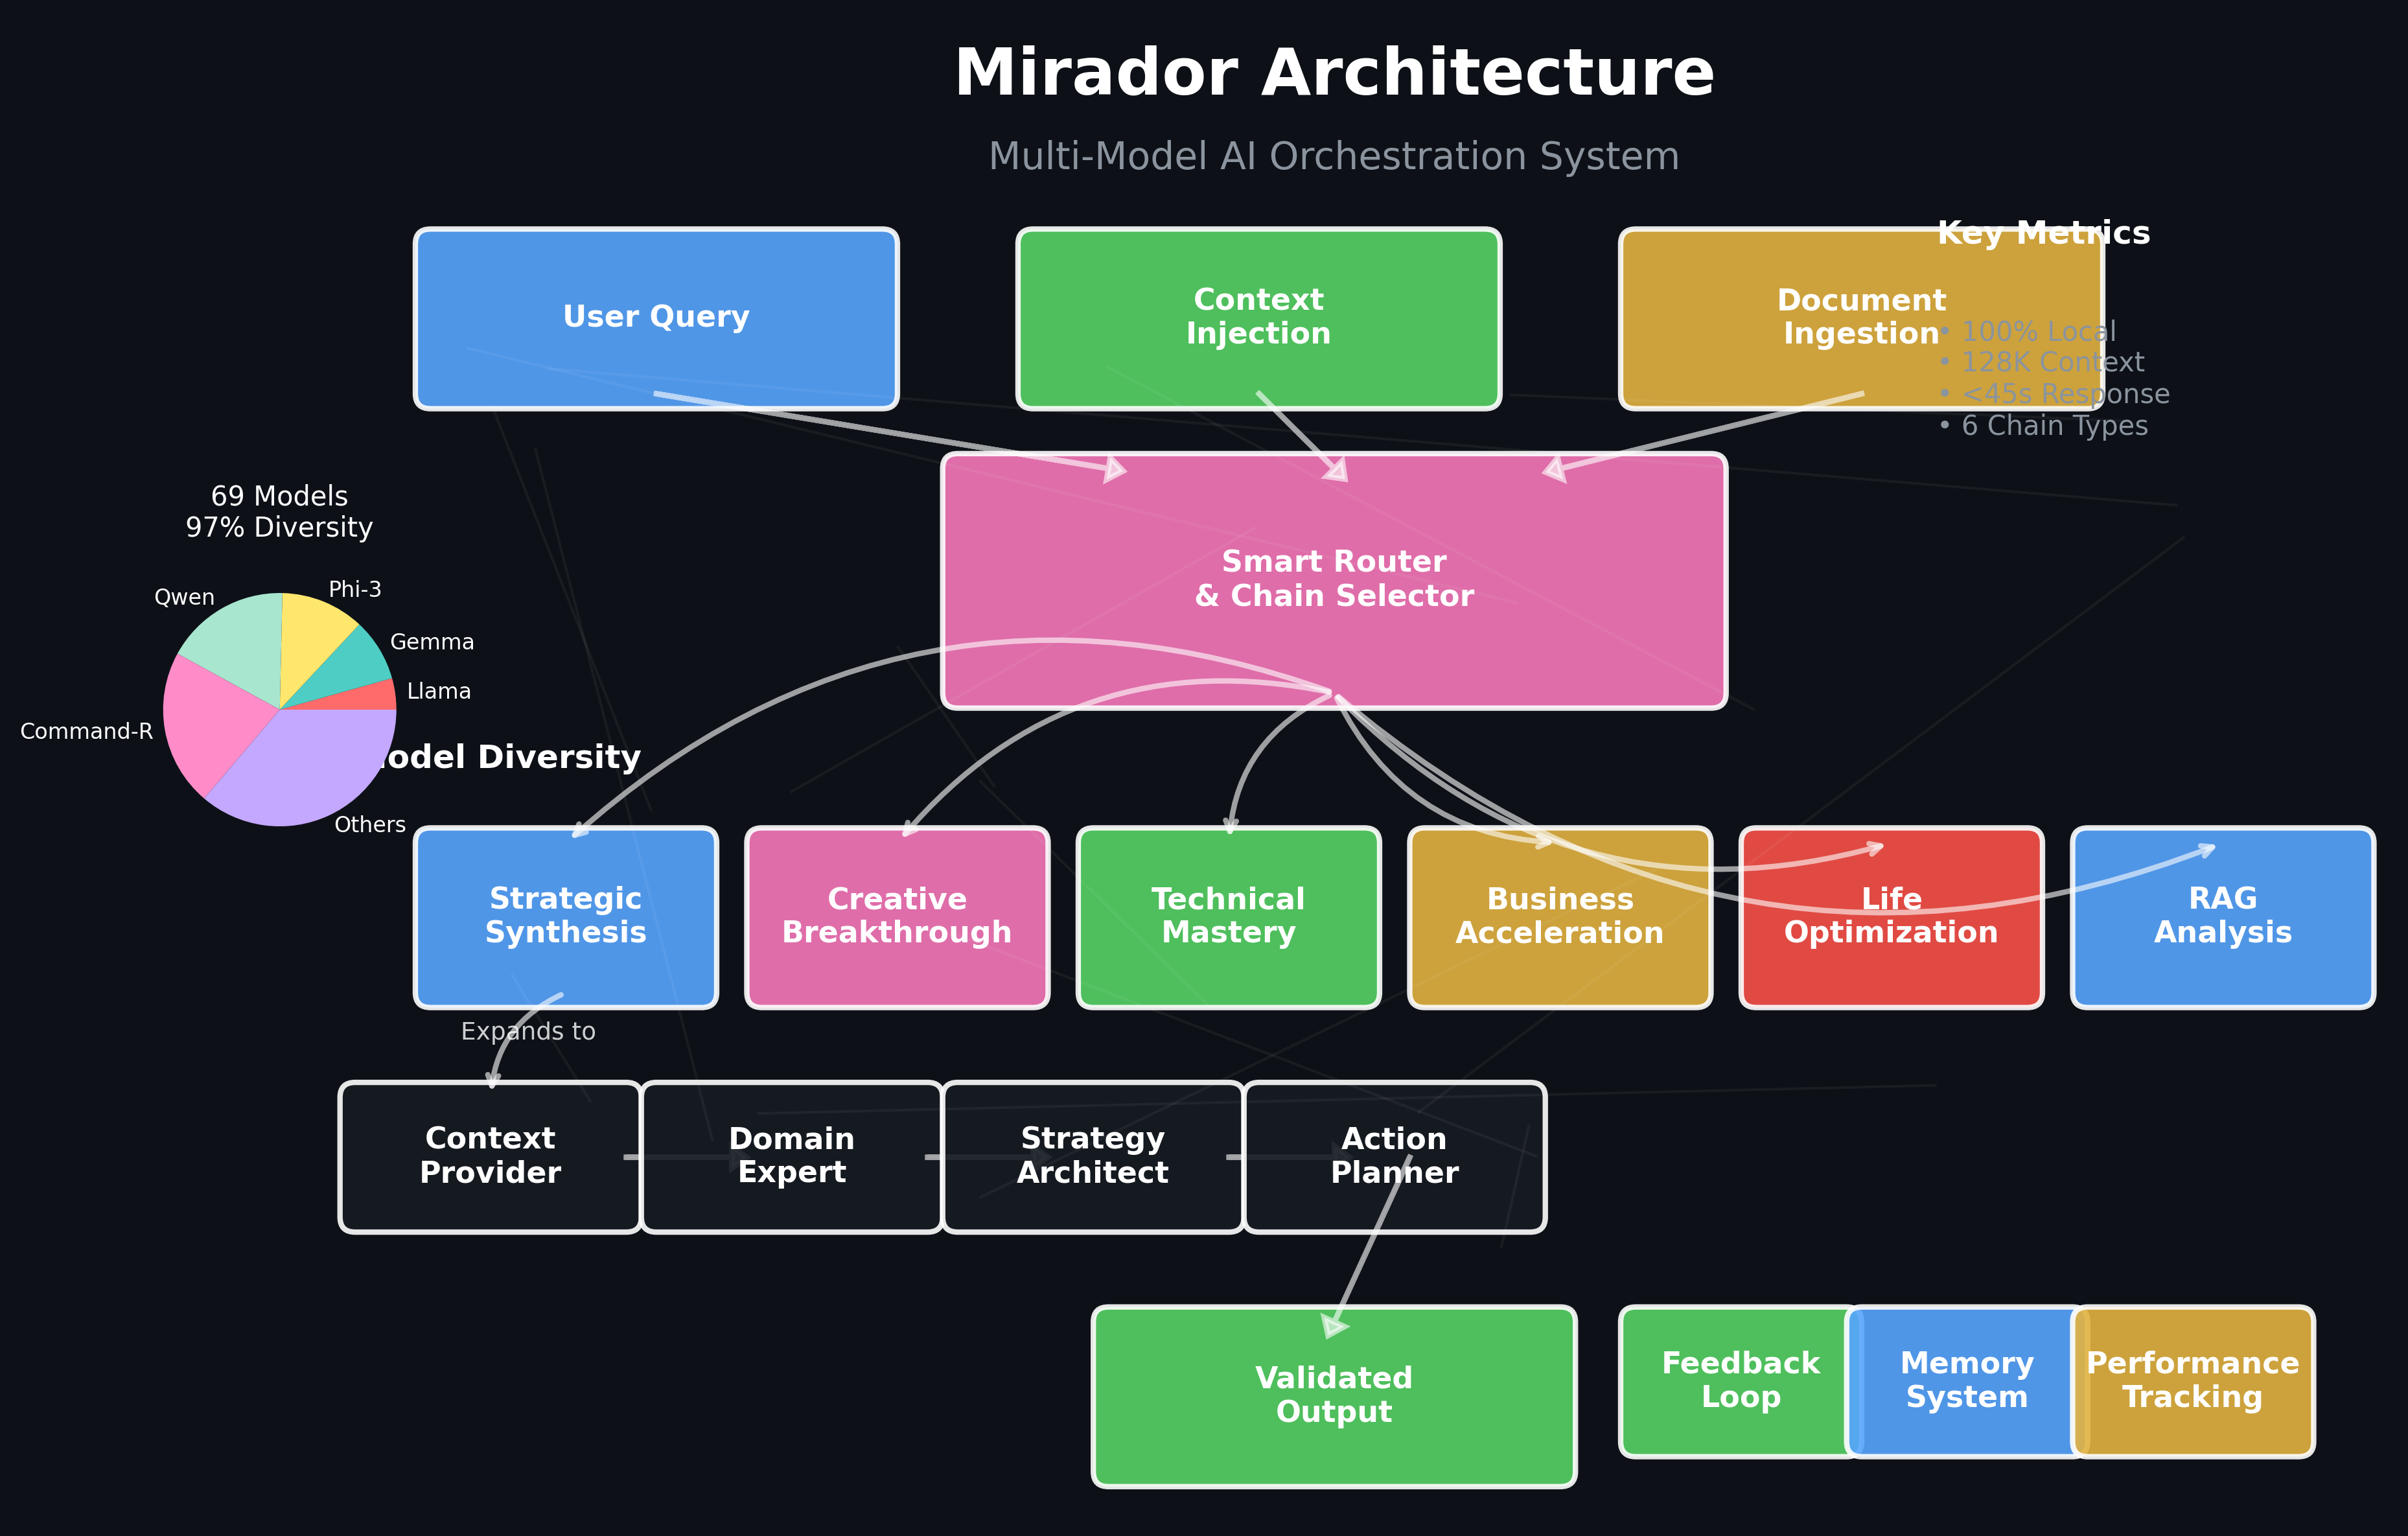 Mirador Architecture
Multi-Model AI Orchestration System
User Query
Context
Injection
Document
Ingestion
Key Metrics
• 100% Local
• 128K Context
• <45s Response
• 6 Chain Types
Smart Router
& Chain Selector
69 Models
97% Diversity
Qwen
Phi-3
Gemma
Llama
Command-R
Others
odel Diversity
Strategic
Synthesis
Creative
Breakthrough
Technical
Mastery
Business
Acceleration
Life
Optimization
RAG
Analysis
Expands to
Context
Provider
Domain
Expert
Strategy
Architect
Action
Planner
Validated
Output
Feedback
Loop
Memory
System
Performance
Tracking